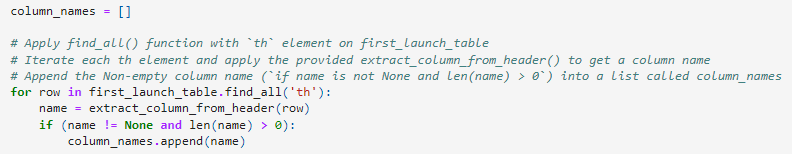 column_names = []
# Apply find_all() function with `th` element on first_launch_table
# Iterate each th element and apply the provided extract_column_from_header() to get a column name
# Append the Non-empty column name (`if name is not None and len(name) > 0`) into a list called column_names
for row in first_launch_table.find_all('th'):
    name = extract_column_from_header(row)
    if (name != None and len(name) > 0):
        column_names.append(name)